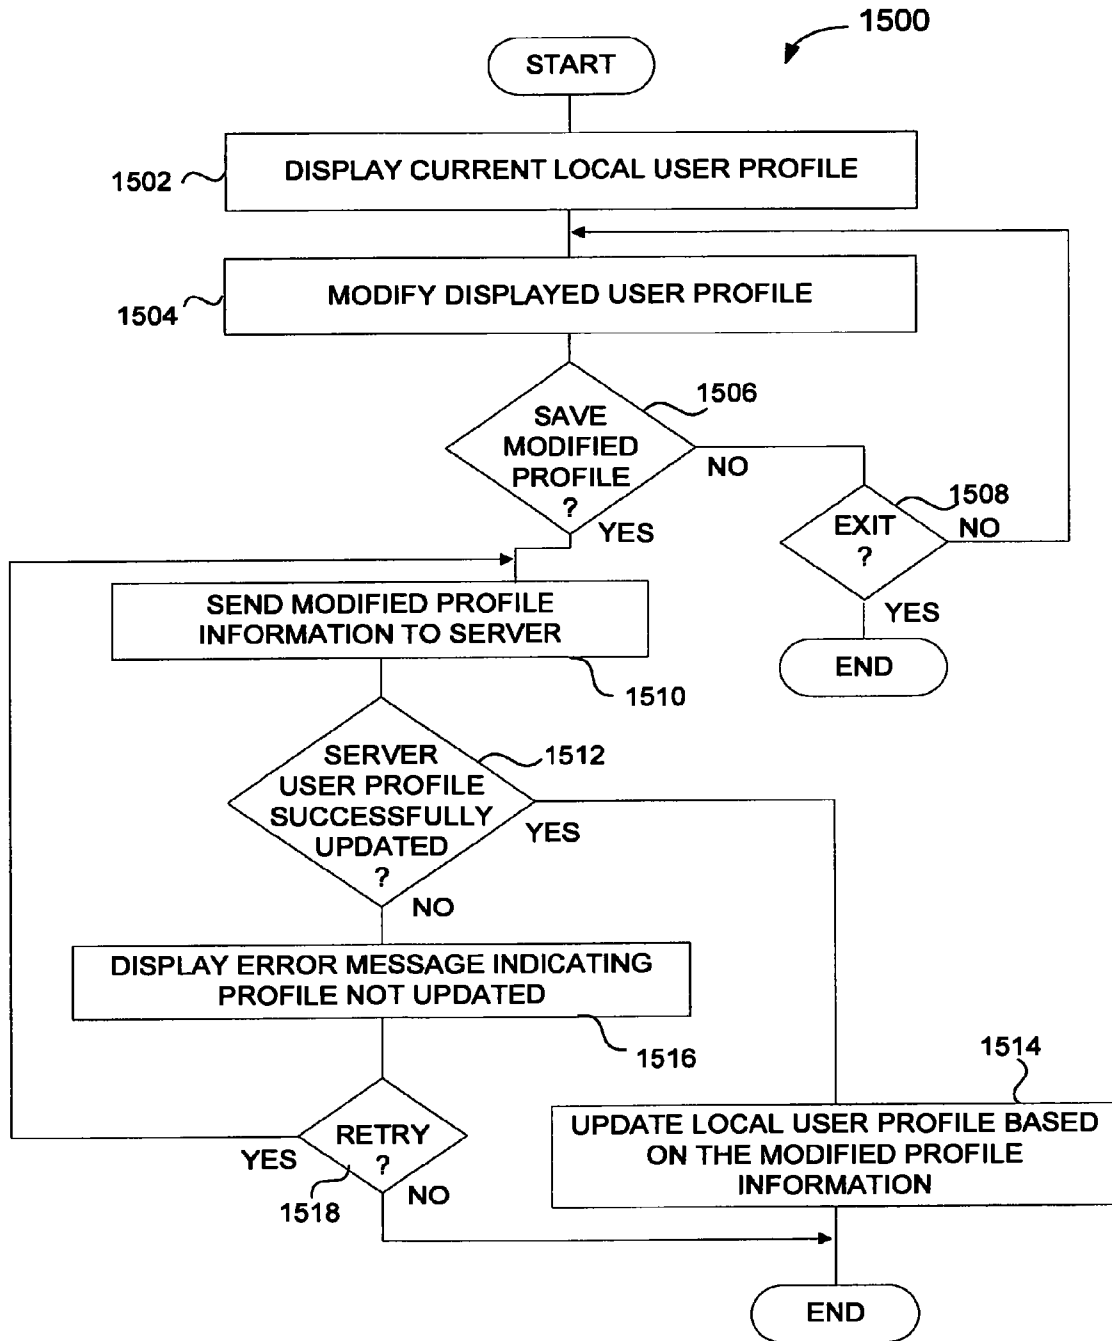 1500
START
1502
DISPLAY CURRENT LOCAL USER PROFILE
1504
MODIFY DISPLAYED USER PROFILE
1506
SAVE
MODIFIED
PROFILE
?
NO
YES
1508
EXIT
?
NO
YES
END
SEND MODIFIED PROFILE
INFORMATION TO SERVER
1510
1512
SERVER
USER PROFILE
SUCCESSFULLY
UPDATED
?
YES
NO
DISPLAY ERROR MESSAGE INDICATING
PROFILE NOT UPDATED
1516
1514
UPDATE LOCAL USER PROFILE BASED
ON THE MODIFIED PROFILE
INFORMATION
RETRY
?
YES
1518
NO
END